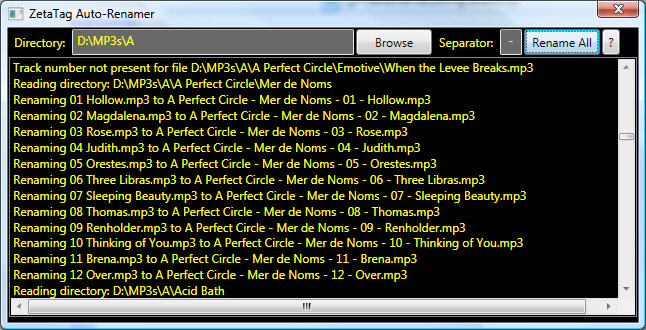 ZetaTag Auto-Renamer
Directory: D:\MP3s\A Browse Separator: - Rename All ?
Track number not present for file D:\MP3s\A\A Perfect Circle\Emotive\When the Levee Breaks.mp3
Reading directory: D:\MP3s\A\A Perfect Circle\Mer de Noms
Renaming 01 Hollow.mp3 to A Perfect Circle - Mer de Noms - 01 - Hollow.mp3
Renaming 02 Magdalena.mp3 to A Perfect Circle - Mer de Noms - 02 - Magdalena.mp3
Renaming 03 Rose.mp3 to A Perfect Circle - Mer de Noms - 03 - Rose.mp3
Renaming 04 Judith.mp3 to A Perfect Circle - Mer de Noms - 04 - Judith.mp3
Renaming 05 Orestes.mp3 to A Perfect Circle - Mer de Noms - 05 - Orestes.mp3
Renaming 06 Three Libras.mp3 to A Perfect Circle - Mer de Noms - 06 - Three Libras.mp3
Renaming 07 Sleeping Beauty.mp3 to A Perfect Circle - Mer de Noms - 07 - Sleeping Beauty.mp3
Renaming 08 Thomas.mp3 to A Perfect Circle - Mer de Noms - 08 - Thomas.mp3
Renaming 09 Renholder.mp3 to A Perfect Circle - Mer de Noms - 09 - Renholder.mp3
Renaming 10 Thinking of You.mp3 to A Perfect Circle - Mer de Noms - 10 - Thinking of You.mp3
Renaming 11 Brena.mp3 to A Perfect Circle - Mer de Noms - 11 - Brena.mp3
Renaming 12 Over.mp3 to A Perfect Circle - Mer de Noms - 12 - Over.mp3
Reading directory: D:\MP3s\A\Acid Bath